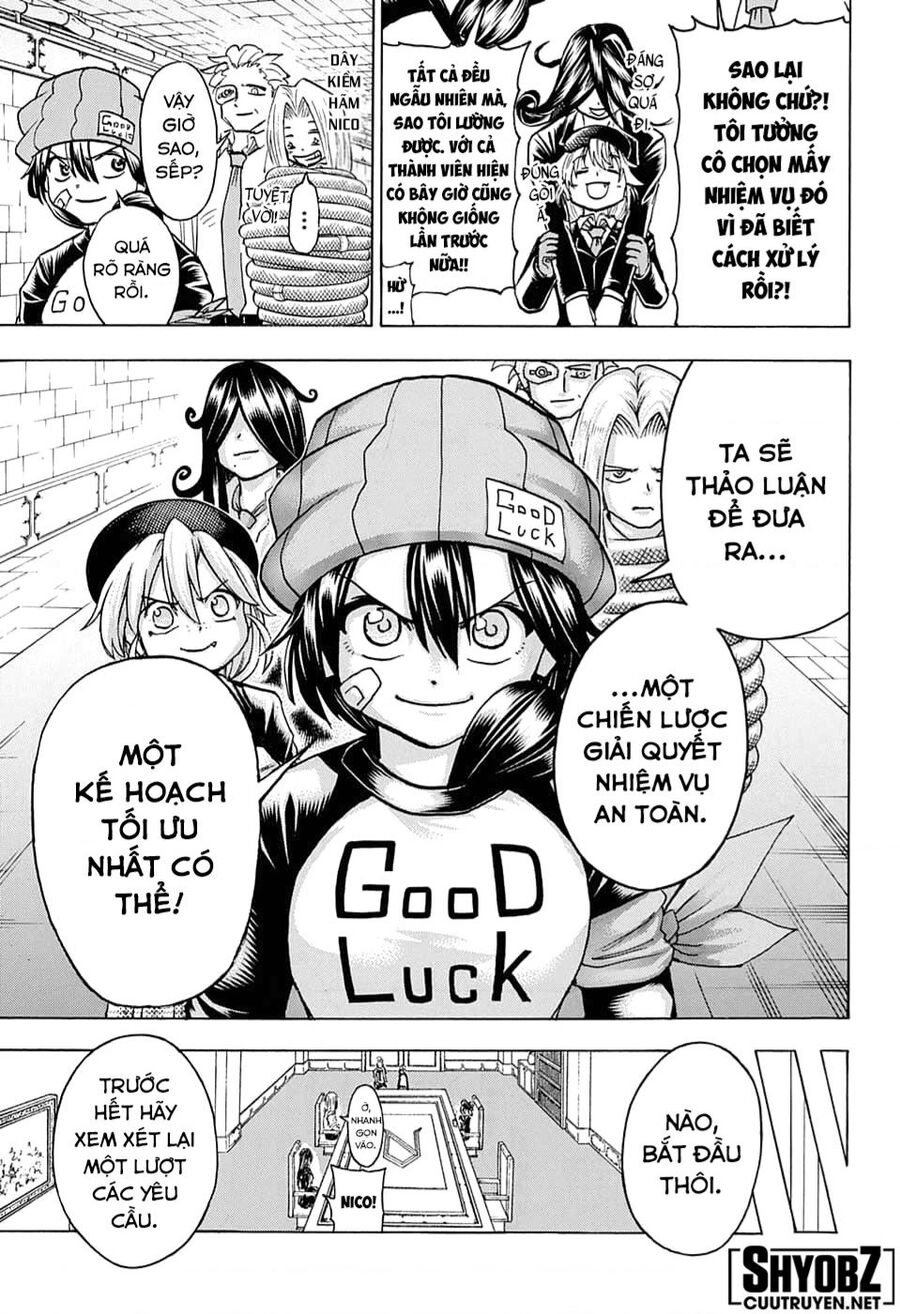 SAO LẠI
KHÔNG CHỨ?!
TÔI TƯỞNG
CÔ CHỌN MẤY
NHIỆM VỤ ĐÓ
VÌ ĐÃ BIẾT
CÁCH XỬ LÝ
RỒI?!
ĐÁNG
SỢ
QUÁ
ĐI.
ĐÚNG
GÒI
Á
TẤT CẢ ĐỀU
NGẪU NHIÊN MÀ,
SAO TÔI LƯỜNG
ĐƯỢC. VỚI CẢ
THÀNH VIÊN HIỆN
CÓ BÂY GIỜ CŨNG
KHÔNG GIỐNG
LẦN TRƯỚC
NỮA!!
HỪ
...!
DÂY
KIỀM
HÃM
NICO
TUYỆT
VỜI!
...
VẬY
GIỜ
SAO,
SẾP?
QUÁ
RÕ RÀNG
RỒI.
GOOD
LUCK
GO
TA SẼ
THẢO LUẬN
ĐỂ ĐƯA
RA...
...MỘT
CHIẾN LƯỢC
GIẢI QUYẾT
NHIỆM VỤ
AN TOÀN.
MỘT
KẾ HOẠCH
TỐI ƯU
NHẤT CÓ
THỂ!
GOOD
LUCK
GOOD
LUCK
NÀO,
BẮT ĐẦU
THÔI.
Ờ,
NHANH
GỌN
VÀO.
NICO!
TRƯỚC
HẾT HÃY
XEM XÉT LẠI
MỘT LƯỢT
CÁC YÊU
CẦU.
SHYOBZ
CUUTRUYEN.NET